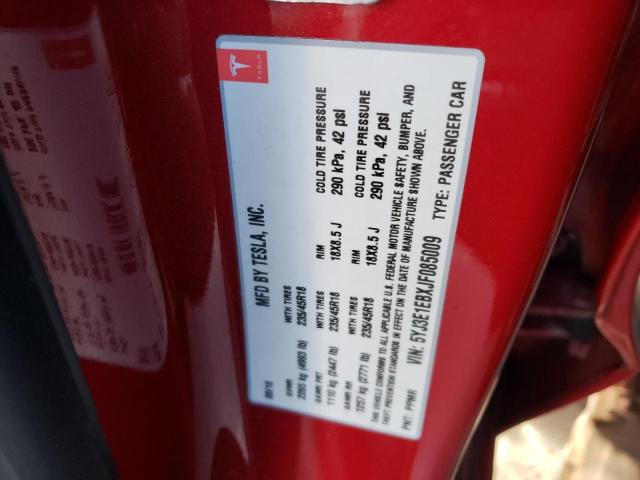 TESLA
MFD BY TESLA, INC.
GVWR WITH TIRES RIM COLD TIRE PRESSURE
2265 kg (4993 lb) 235/45R18 18X8.5 J 290 kPa, 42 psi
GAWR FRT WITH TIRES RIM COLD TIRE PRESSURE
1110 kg (2447 lb) 235/45R18 18X8.5 J 290 kPa, 42 psi
GAWR RR
1257 kg (2771 lb) 235/45R18
THIS VEHICLE CONFORMS TO ALL APPLICABLE U.S. FEDERAL MOTOR VEHICLE SAFETY, BUMPER, AND
THEFT PREVENTION STANDARDS IN EFFECT ON THE DATE OF MANUFACTURE SHOWN ABOVE.
VIN: 5YJ3E1EBXJF085009
PNT: PPMR TYPE: PASSENGER CAR